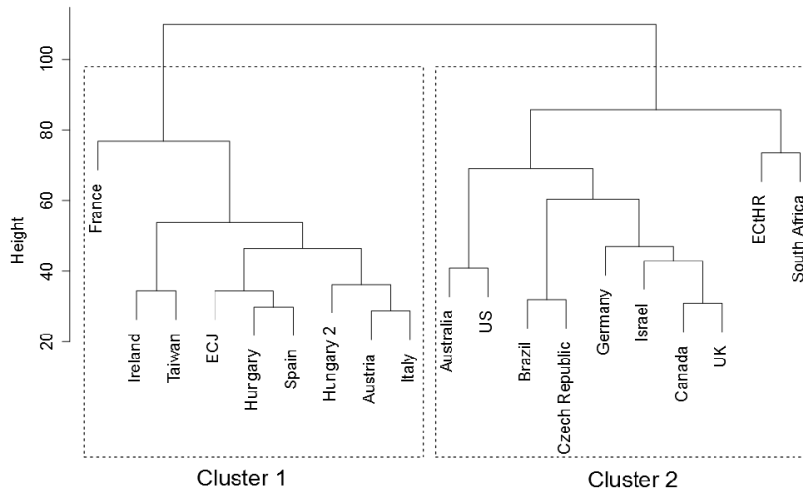 Height
100
80
60
40
20
France
Ireland
Taiwan
ECJ
Hungary
Spain
Hungary 2
Austria
Italy
Australia
US
Brazil
Czech Republic
Germany
Israel
Canada
UK
ECtHR
South Africa
Cluster 1
Cluster 2